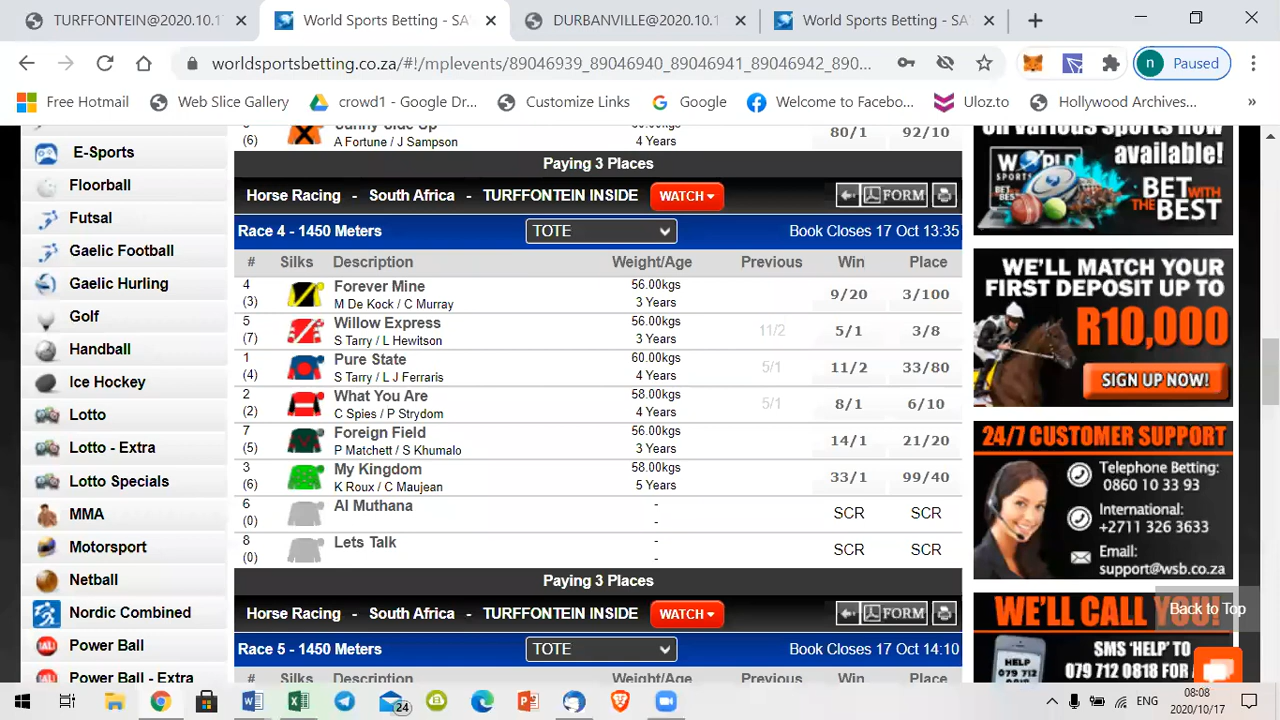 TURFFONTEIN@2020.10.1
World Sports Betting - SA
DURBANVILLE@2020.10.1
World Sports Betting - SA
worldsportsbetting.co.za/#!/mplevents/89046939_89046940_89046941_89046942_890...
n Paused
Free Hotmail
Web Slice Gallery
crowd1 - Google Dr...
Customize Links
Google
Welcome to Facebo...
Uloz.to
Hollywood Archives...
»
E-Sports
Floorball
Futsal
Gaelic Football
Gaelic Hurling
Golf
Handball
Ice Hockey
Lotto
Lotto - Extra
Lotto Specials
MMA
Motorsport
Netball
Nordic Combined
Power Ball
Power Ball - Extra
(6) Sunny Side Up 80/1 92/10
A Fortune / J Sampson 4 Years
Paying 3 Places
Horse Racing - South Africa - TURFFONTEIN INSIDE WATCH FORM
Race 4 - 1450 Meters TOTE Book Closes 17 Oct 13:35
# Silks Description Weight/Age Previous Win Place
4 Forever Mine 56.00kgs 9/20 3/100
(3) M De Kock / C Murray 3 Years
5 Willow Express 56.00kgs 11/2 5/1 3/8
(7) S Tarry / L Hewitson 3 Years
1 Pure State 60.00kgs 5/1 11/2 33/80
(4) S Tarry / L J Ferraris 4 Years
2 What You Are 58.00kgs 5/1 8/1 6/10
(2) C Spies / P Strydom 4 Years
7 Foreign Field 56.00kgs 14/1 21/20
(5) P Matchett / S Khumalo 3 Years
3 My Kingdom 58.00kgs 33/1 99/40
(6) K Roux / C Maujean 5 Years
6 Al Muthana - SCR SCR
(0) -
8 Lets Talk - SCR SCR
(0) -
Paying 3 Places
Horse Racing - South Africa - TURFFONTEIN INSIDE WATCH FORM
Race 5 - 1450 Meters TOTE Book Closes 17 Oct 14:10
# Silks Description Weight/Age Previous Win Place
on various sports now
available!
WORLD
SPORTS
BET WITH
THE BEST
WE'LL MATCH YOUR
FIRST DEPOSIT UP TO
R10,000
SIGN UP NOW!
24/7 CUSTOMER SUPPORT
Telephone Betting:
0860 10 33 93
International:
+2711 326 3633
Email:
support@wsb.co.za
Back to Top
WE'LL CALL YOU!
SMS 'HELP' TO
079 712 0818 FOR A
HELP
24
ENG
08:08
2020/10/17